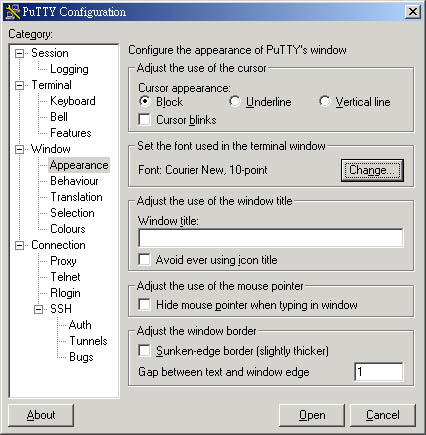 PuTTY Configuration
Category:
Session
Logging
Terminal
Keyboard
Bell
Features
Window
Appearance
Behaviour
Translation
Selection
Colours
Connection
Proxy
Telnet
Rlogin
SSH
Auth
Tunnels
Bugs
Configure the appearance of PuTTY's window
Adjust the use of the cursor
Cursor appearance:
Block Underline Vertical line
Cursor blinks
Set the font used in the terminal window
Font: Courier New, 10-point Change...
Adjust the use of the window title
Window title:
Avoid ever using icon title
Adjust the use of the mouse pointer
Hide mouse pointer when typing in window
Adjust the window border
Sunken-edge border (slightly thicker)
Gap between text and window edge 1
About Open Cancel